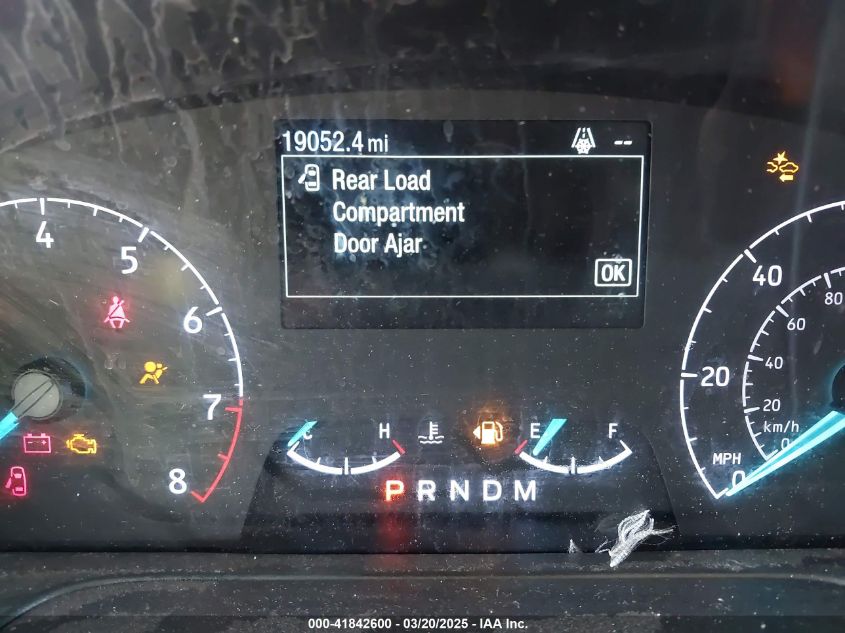 19052.4 mi --
Rear Load
Compartment
Door Ajar
OK
4
5
6
7
8
C H
E F
P R N D M
40
20
0
MPH
80
60
40
20
0
km/h
000-41842600 - 03/20/2025 - IAA Inc.